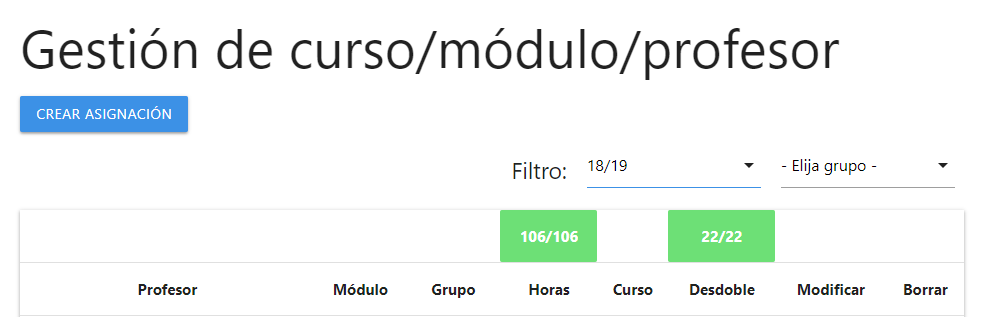 Gestión de curso/módulo/profesor
CREAR ASIGNACIÓN
Filtro: 18/19 - Elija grupo -
106/106 22/22
Profesor Módulo Grupo Horas Curso Desdoble Modificar Borrar